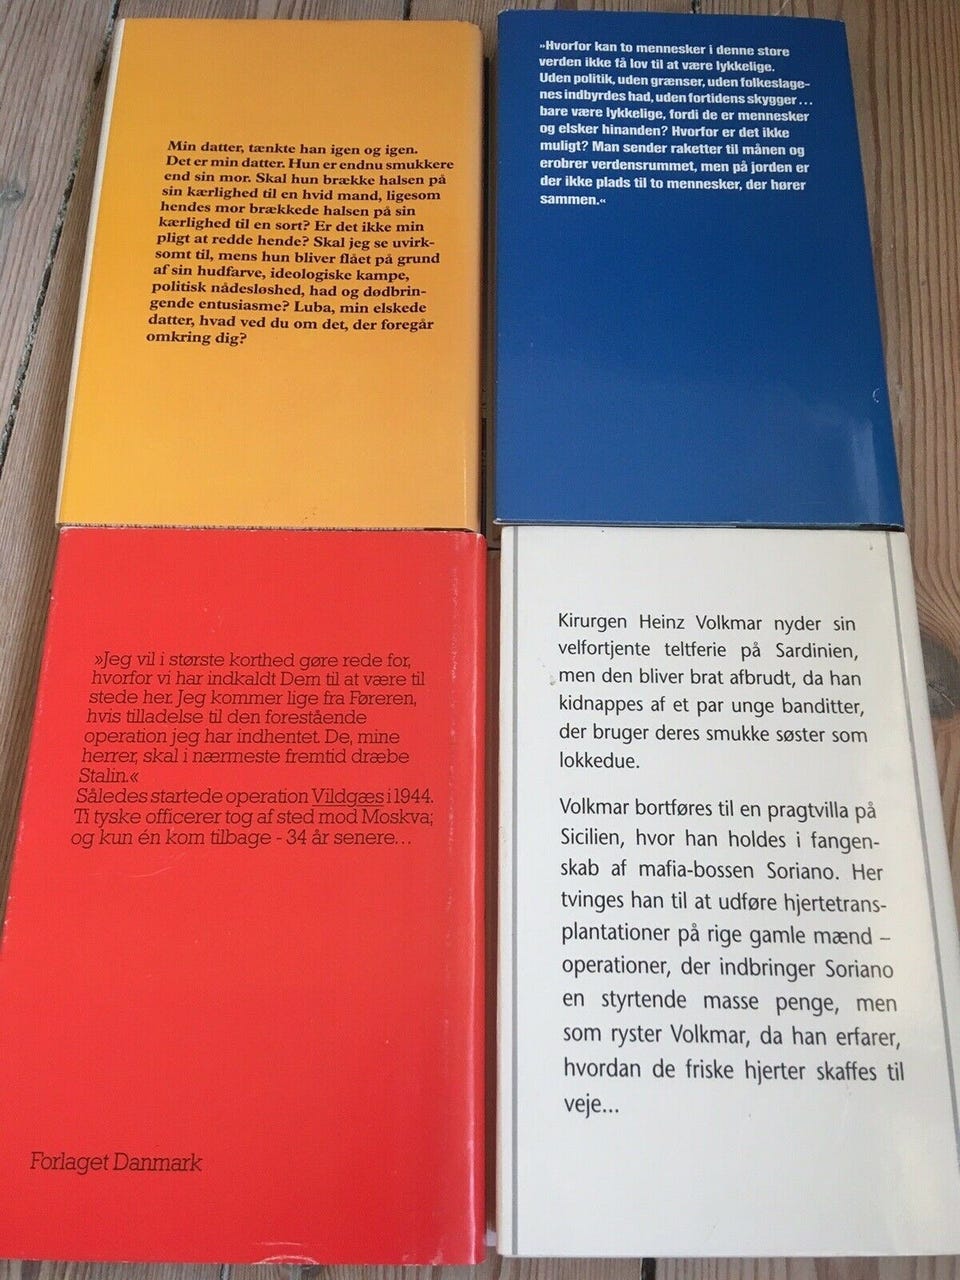 Min datter, tænkte han igen og igen.
Det er min datter. Hun er endnu smukkere
end sin mor. Skal hun brække halsen på
sin kærlighed til en hvid mand, ligesom
hendes mor brækkede halsen på sin
kærlighed til en sort? Er det ikke min
pligt at redde hende? Skal jeg se uvirk-
somt til, mens hun bliver flået på grund
af sin hudfarve, ideologiske kampe,
politisk nådesløshed, had og dødbrin-
gende entusiasme? Luba, min elskede
datter, hvad ved du om det, der foregår
omkring dig?
»Hvorfor kan to mennesker i denne store
verden ikke få lov til at være lykkelige.
Uden politik, uden grænser, uden folkeslage-
nes indbyrdes had, uden fortidens skygger...
bare være lykkelige, fordi de er mennesker
og elsker hinanden? Hvorfor er det ikke
muligt? Man sender raketter til månen og
erobrer verdensrummet, men på jorden er
der ikke plads til to mennesker, der hører
sammen.«
»Jeg vil i største korthed gøre rede for,
hvorfor vi har indkaldt Dem til at være til
stede her. Jeg kommer lige fra Føreren,
hvis tilladelse til den forestående
operation jeg har indhentet. De, mine
herrer, skal i nærmeste fremtid dræbe
Stalin.«
Således startede operation Vildgæs i 1944.
Ti tyske officerer tog af sted mod Moskva;
og kun én kom tilbage - 34 år senere...
Forlaget Danmark
Kirurgen Heinz Volkmar nyder sin
velfortjente teltferie på Sardinien,
men den bliver brat afbrudt, da han
kidnappes af et par unge banditter,
der bruger deres smukke søster som
lokkedue.
Volkmar bortføres til en pragtvilla på
Sicilien, hvor han holdes i fangen-
skab af mafia-bossen Soriano. Her
tvinges han til at udføre hjertetrans-
plantationer på rige gamle mænd –
operationer, der indbringer Soriano
en styrtende masse penge, men
som ryster Volkmar, da han erfarer,
hvordan de friske hjerter skaffes til
veje...